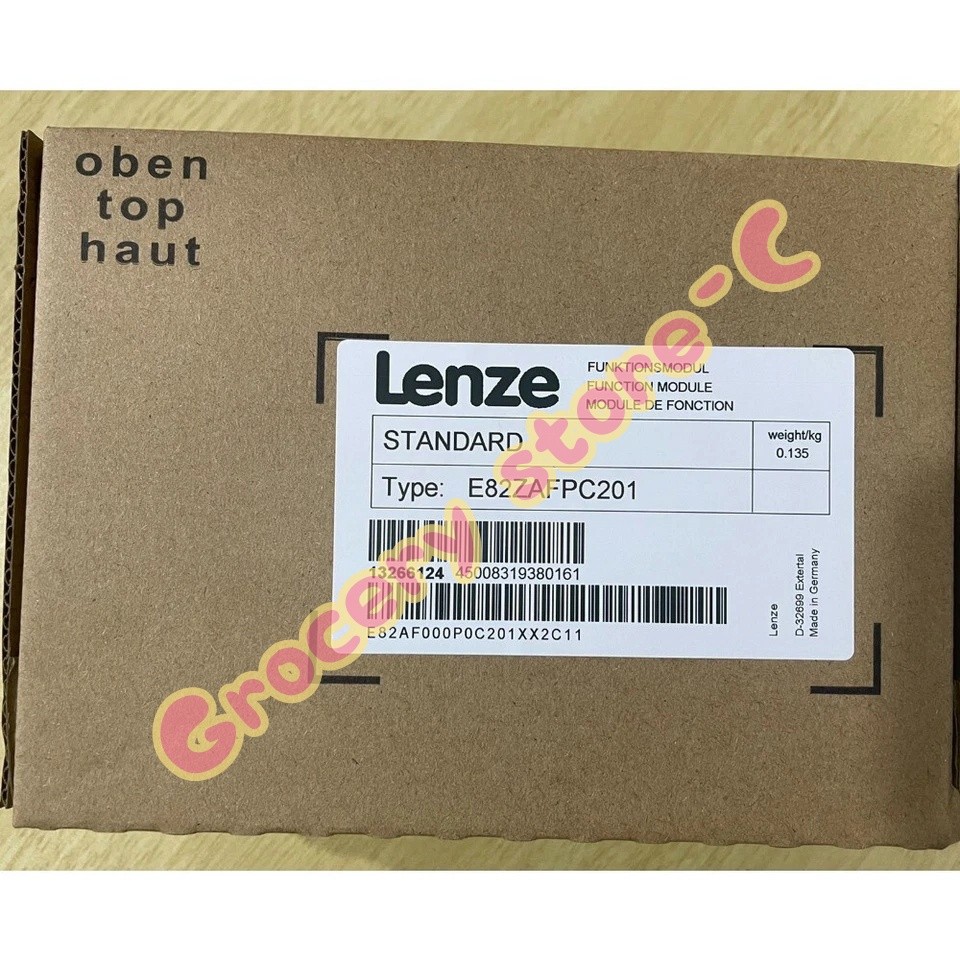 oben
top
haut
Lenze
FUNKTIONSMODUL
FUNCTION MODULE
MODULE DE FONCTION
STANDARD
weight/kg
0.135
Type: E82ZAFPC201
13266124 45008319380161
E82AF000P0C201XX2C11
Lenze
D-32699 Extertal
Made in Germany
Grocery store-C